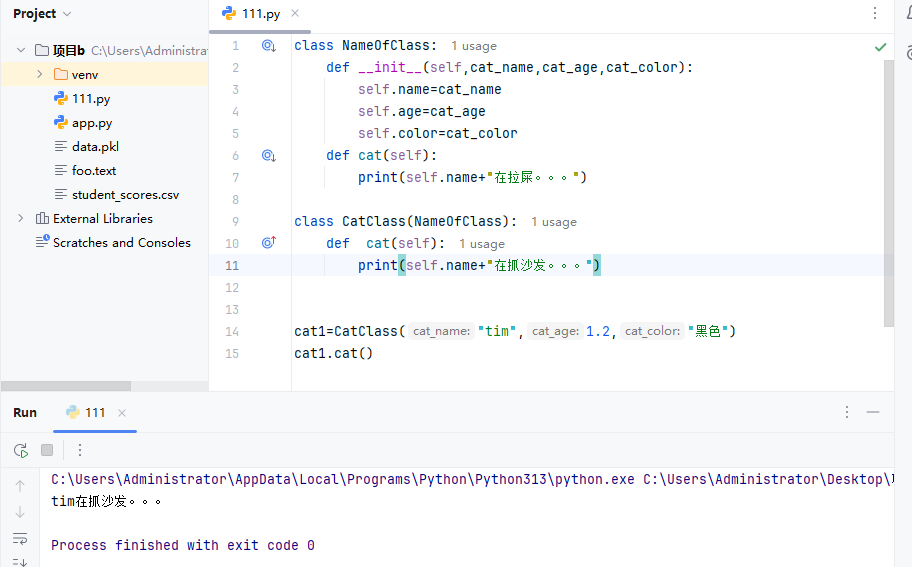 Project
111.py
项目b C:\Users\Administra
venv
111.py
app.py
data.pkl
foo.text
student_scores.csv
External Libraries
Scratches and Consoles
1 class NameOfClass: 1 usage
2 def __init__(self,cat_name,cat_age,cat_color):
3 self.name=cat_name
4 self.age=cat_age
5 self.color=cat_color
6 def cat(self):
7 print(self.name+"在拉屎。。。")
8
9 class CatClass(NameOfClass): 1 usage
10 def  cat(self): 1 usage
11 print(self.name+"在抓沙发。。。")
12
13
14 cat1=CatClass( cat_name: "tim", cat_age: 1.2, cat_color: "黑色")
15 cat1.cat()
Run 111
C:\Users\Administrator\AppData\Local\Programs\Python\Python313\python.exe C:\Users\Administrator\Desktop\
tim在抓沙发。。。
Process finished with exit code 0